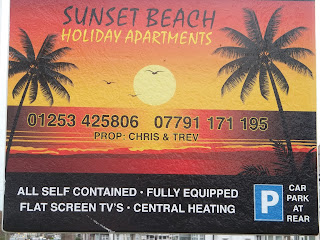 SUNSET BEACH
HOLIDAY APARTMENTS
01253 425806 07791 171 195
PROP: CHRIS & TREV
ALL SELF CONTAINED • FULLY EQUIPPED
FLAT SCREEN TV'S • CENTRAL HEATING
P
CAR
PARK
AT
REAR